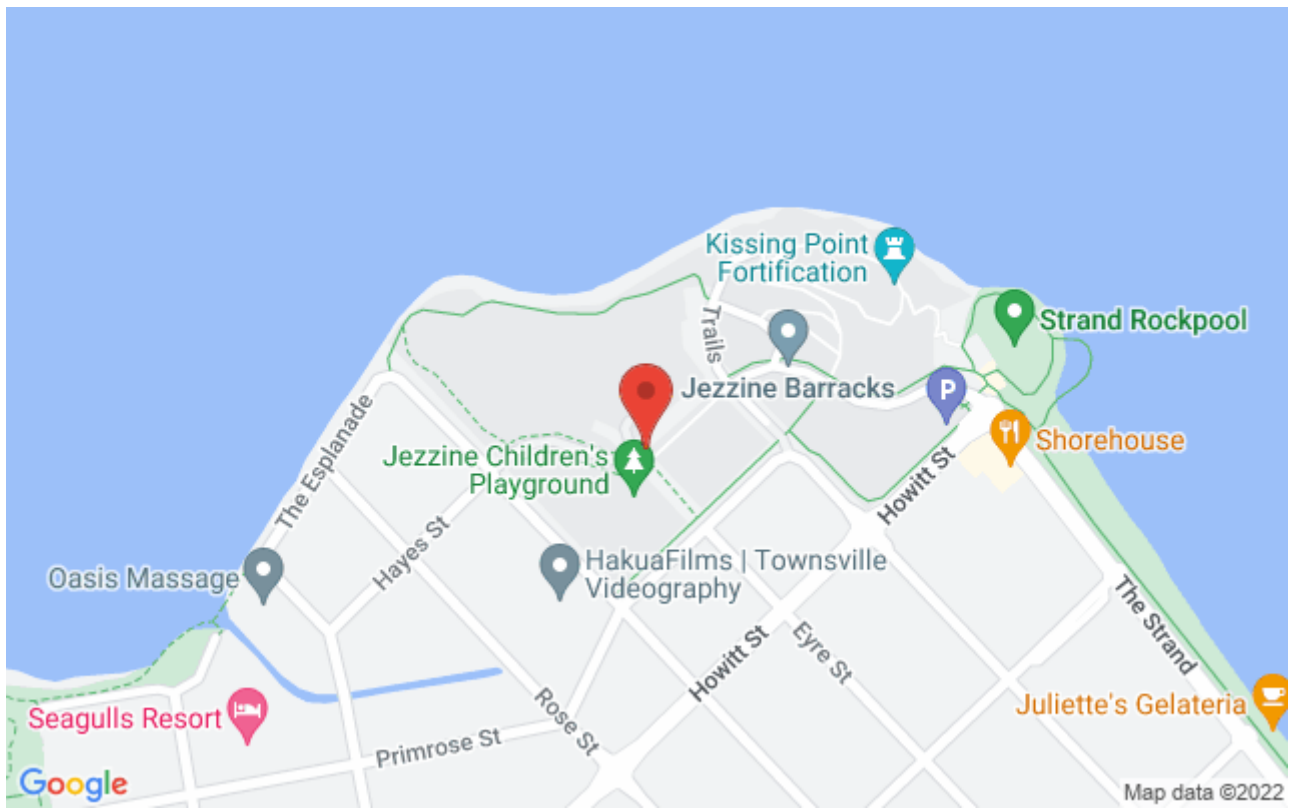 Kissing Point
Fortification
Strand Rockpool
Trails
Jezzine Barracks
P
Shorehouse
The Esplanade
Jezzine Children's
Playground
Howitt St
Hayes St
HakuaFilms | Townsville
Videography
Oasis Massage
The Strand
Eyre St
Howitt St
Seagulls Resort
Rose St
Juliette's Gelateria
Primrose St
Google
Map data ©2022